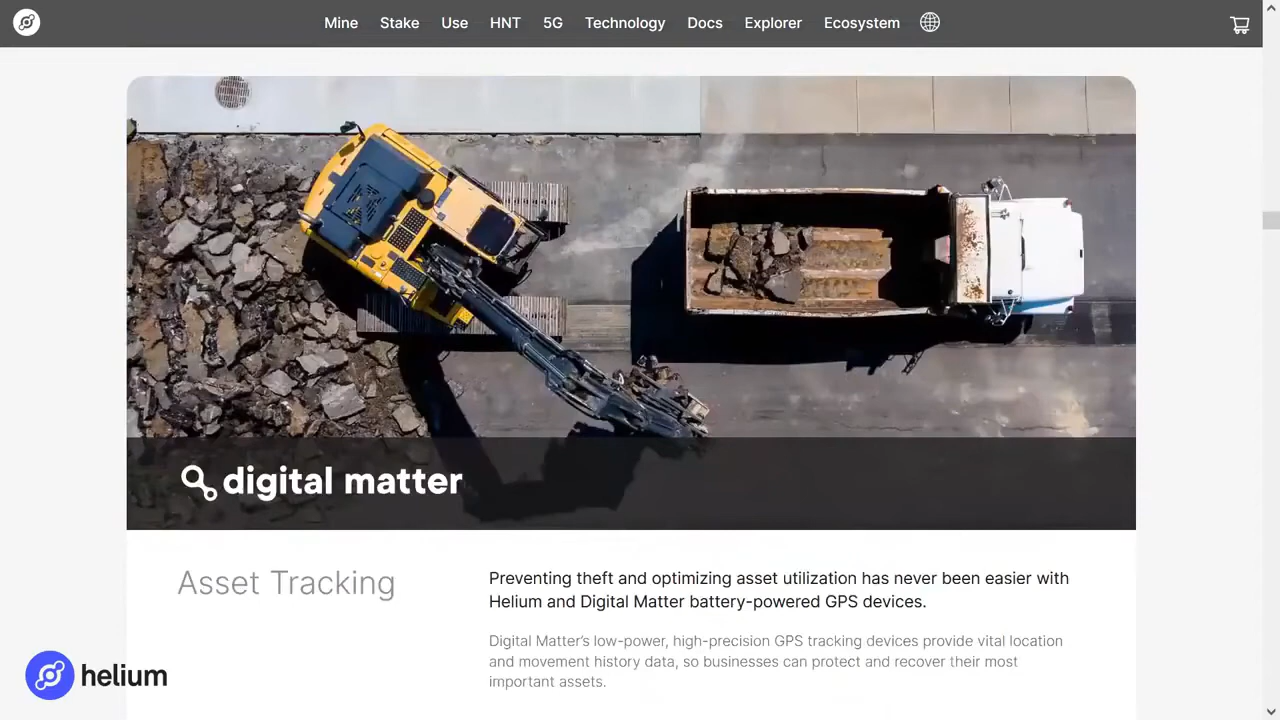 Mine Stake Use HNT 5G Technology Docs Explorer Ecosystem
digital matter
Asset Tracking
Preventing theft and optimizing asset utilization has never been easier with
Helium and Digital Matter battery-powered GPS devices.
Digital Matter's low-power, high-precision GPS tracking devices provide vital location
and movement history data, so businesses can protect and recover their most
important assets.
helium